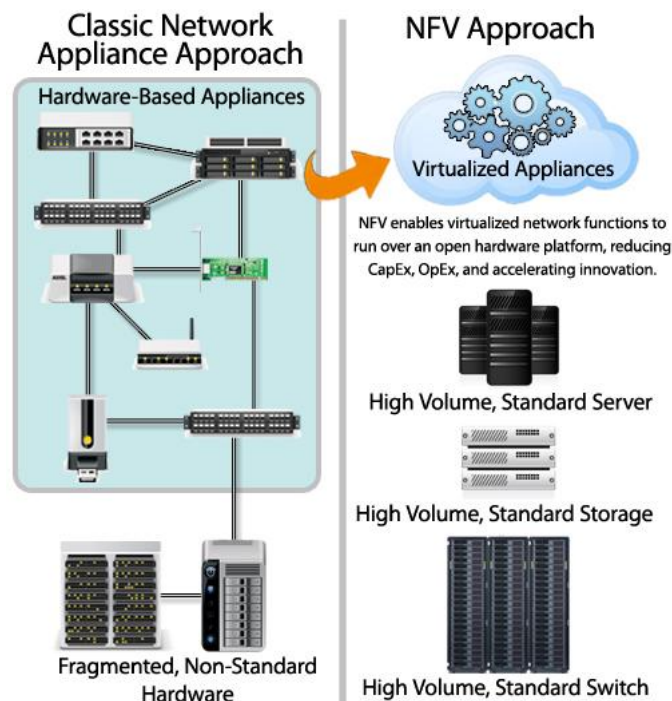 Classic Network
Appliance Approach
Hardware-Based Appliances
Fragmented, Non-Standard
Hardware
NFV Approach
Virtualized Appliances
NFV enables virtualized network functions to
run over an open hardware platform, reducing
CapEx, OpEx, and accelerating innovation.
High Volume, Standard Server
High Volume, Standard Storage
High Volume, Standard Switch